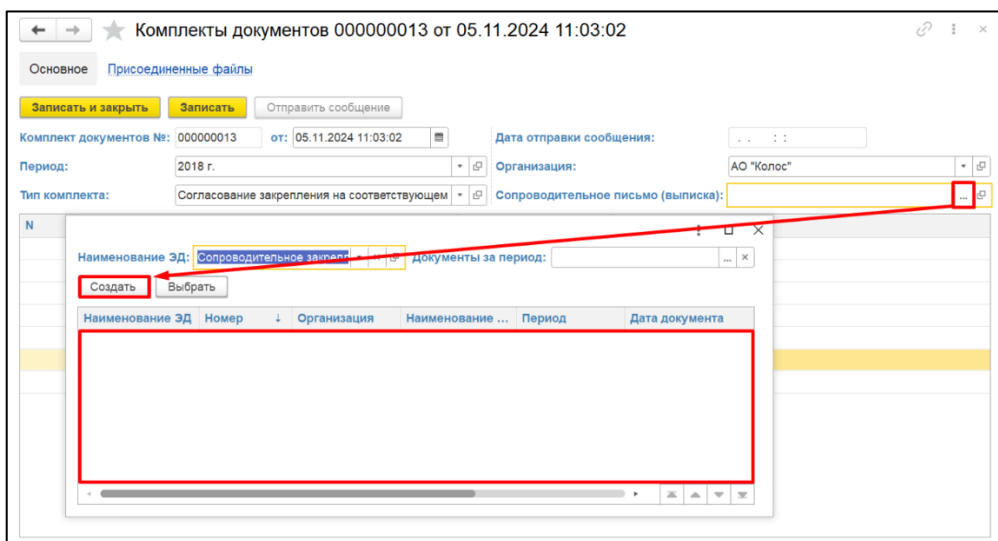 Комплекты документов 000000013 от 05.11.2024 11:03:02
Основное Присоединенные файлы
Записать и закрыть Записать Отправить сообщение
Комплект документов №: 000000013 от: 05.11.2024 11:03:02 Дата отправки сообщения: . . : :
Период: 2018 г. Организация: АО "Колос"
Тип комплекта: Согласование закрепления на соответствующем Сопроводительное письмо (выписка): ...
N
Наименование ЭД: Сопроводительное Документы за период: ...
Создать Выбрать
Наименование ЭД Номер ↓ Организация Наименование ... Период Дата документа